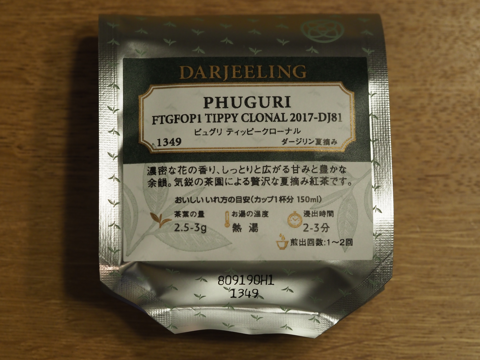 DARJEELING
PHUGURI
FTGFOP1 TIPPY CLONAL 2017-DJ81
ピュグリ ティッピークローナル
1349 ダージリン夏摘み
濃密な花の香り、しっとりと広がる甘みと豊かな
余韻。気鋭の茶園による贅沢な夏摘み紅茶です。
おいしいいれ方の目安(カップ1杯分 150ml)
茶葉の量 お湯の温度 浸出時間
2.5-3g 熱湯 2-3分
煎出回数:1〜2回
809190H1
1349